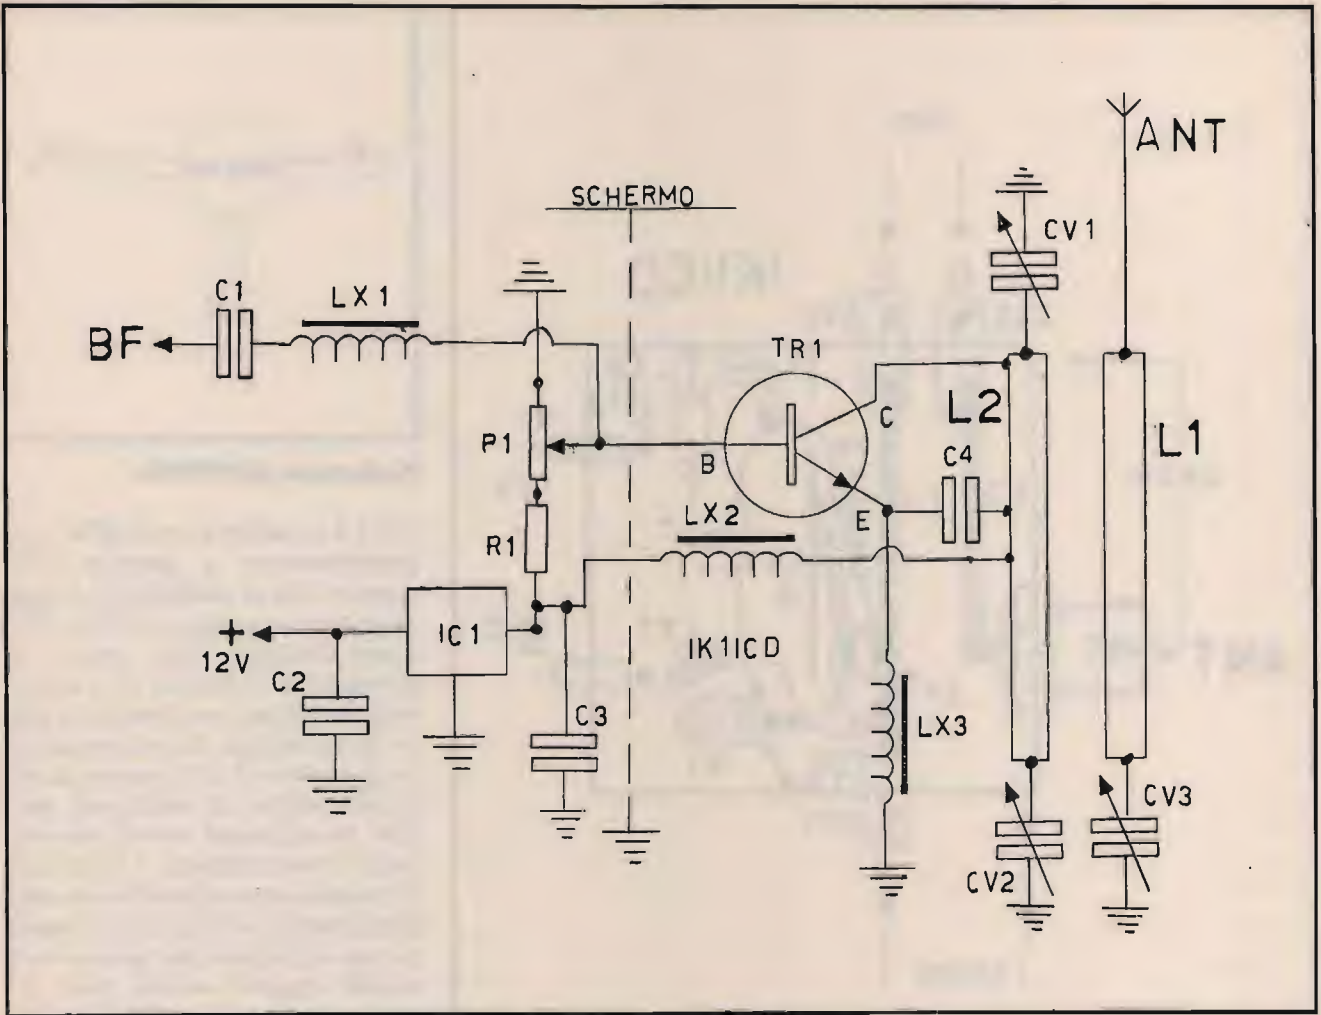 ANT
SCHERMO
CV1
C1
LX1
BF
TR1
L2
C
P1
L1
B
C4
LX2
E
R1
IC1
+
12V
IK1ICD
C2
C3
LX3
CV3
CV2